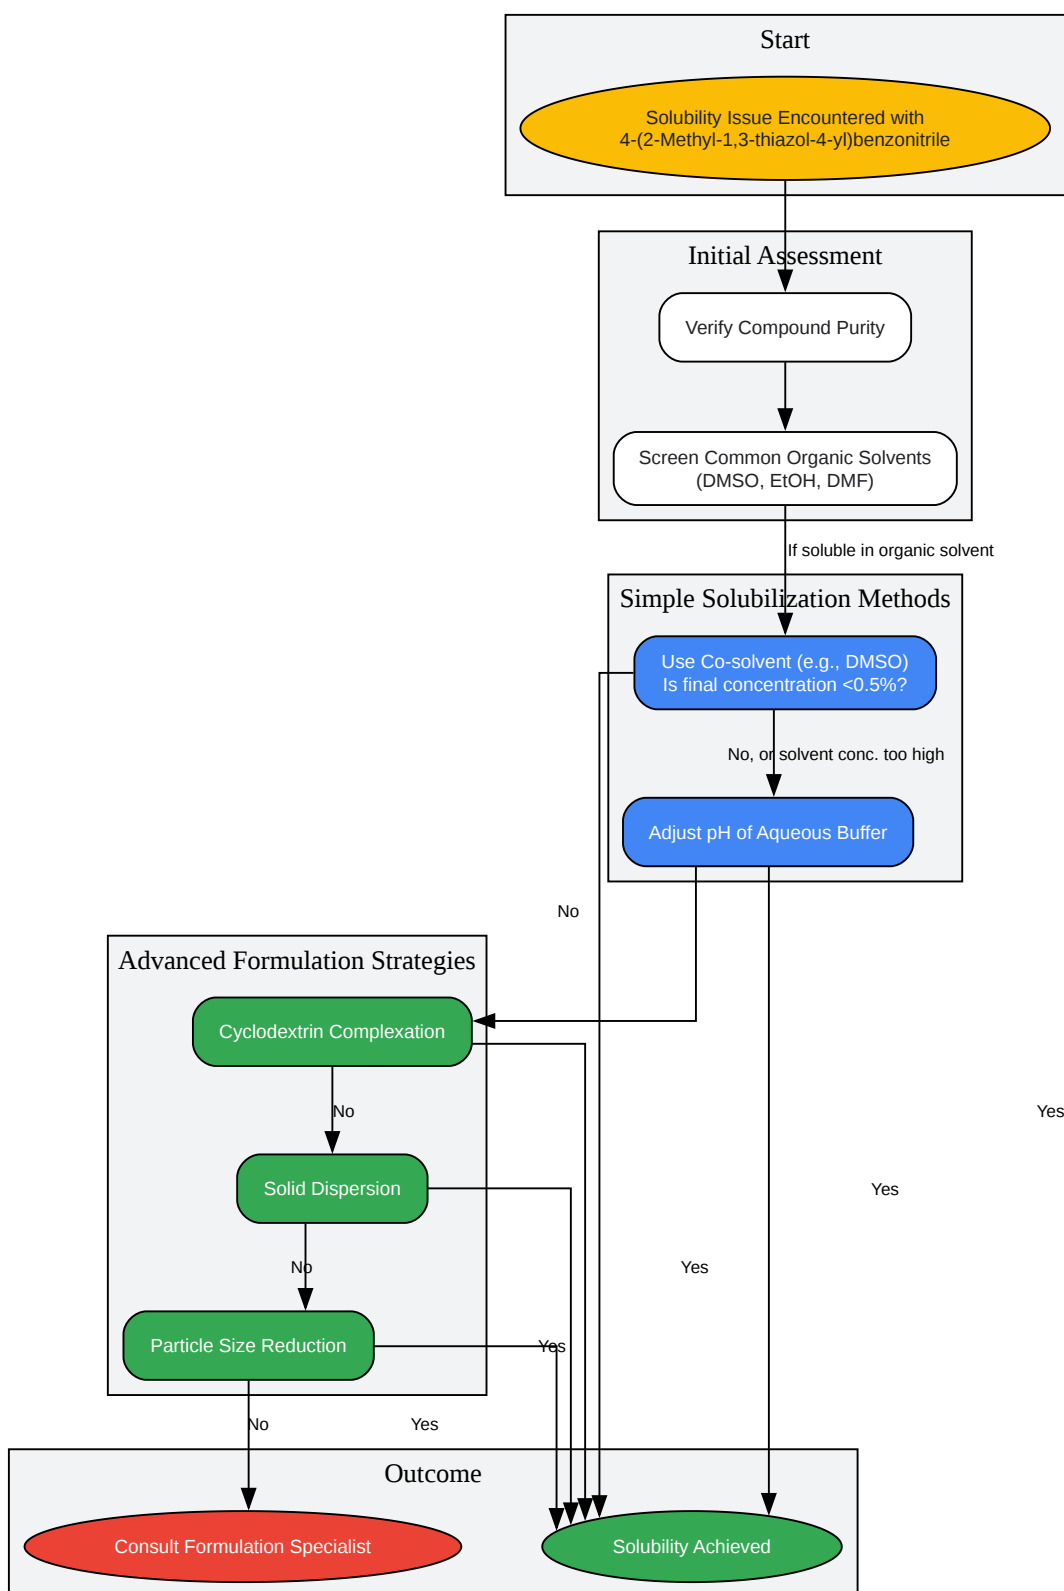 Start
Solubility Issue Encountered with
4-(2-Methyl-1,3-thiazol-4-yl)benzonitrile
Initial Assessment
Verify Compound Purity
Screen Common Organic Solvents
(DMSO, EtOH, DMF)
If soluble in organic solvent
Simple Solubilization Methods
Use Co-solvent (e.g., DMSO)
Is final concentration <0.5%?
No, or solvent conc. too high
Adjust pH of Aqueous Buffer
No
Advanced Formulation Strategies
Cyclodextrin Complexation
No
Yes
Solid Dispersion
Yes
No
Yes
Particle Size Reduction
Yes
No
Yes
Outcome
Consult Formulation Specialist
Solubility Achieved